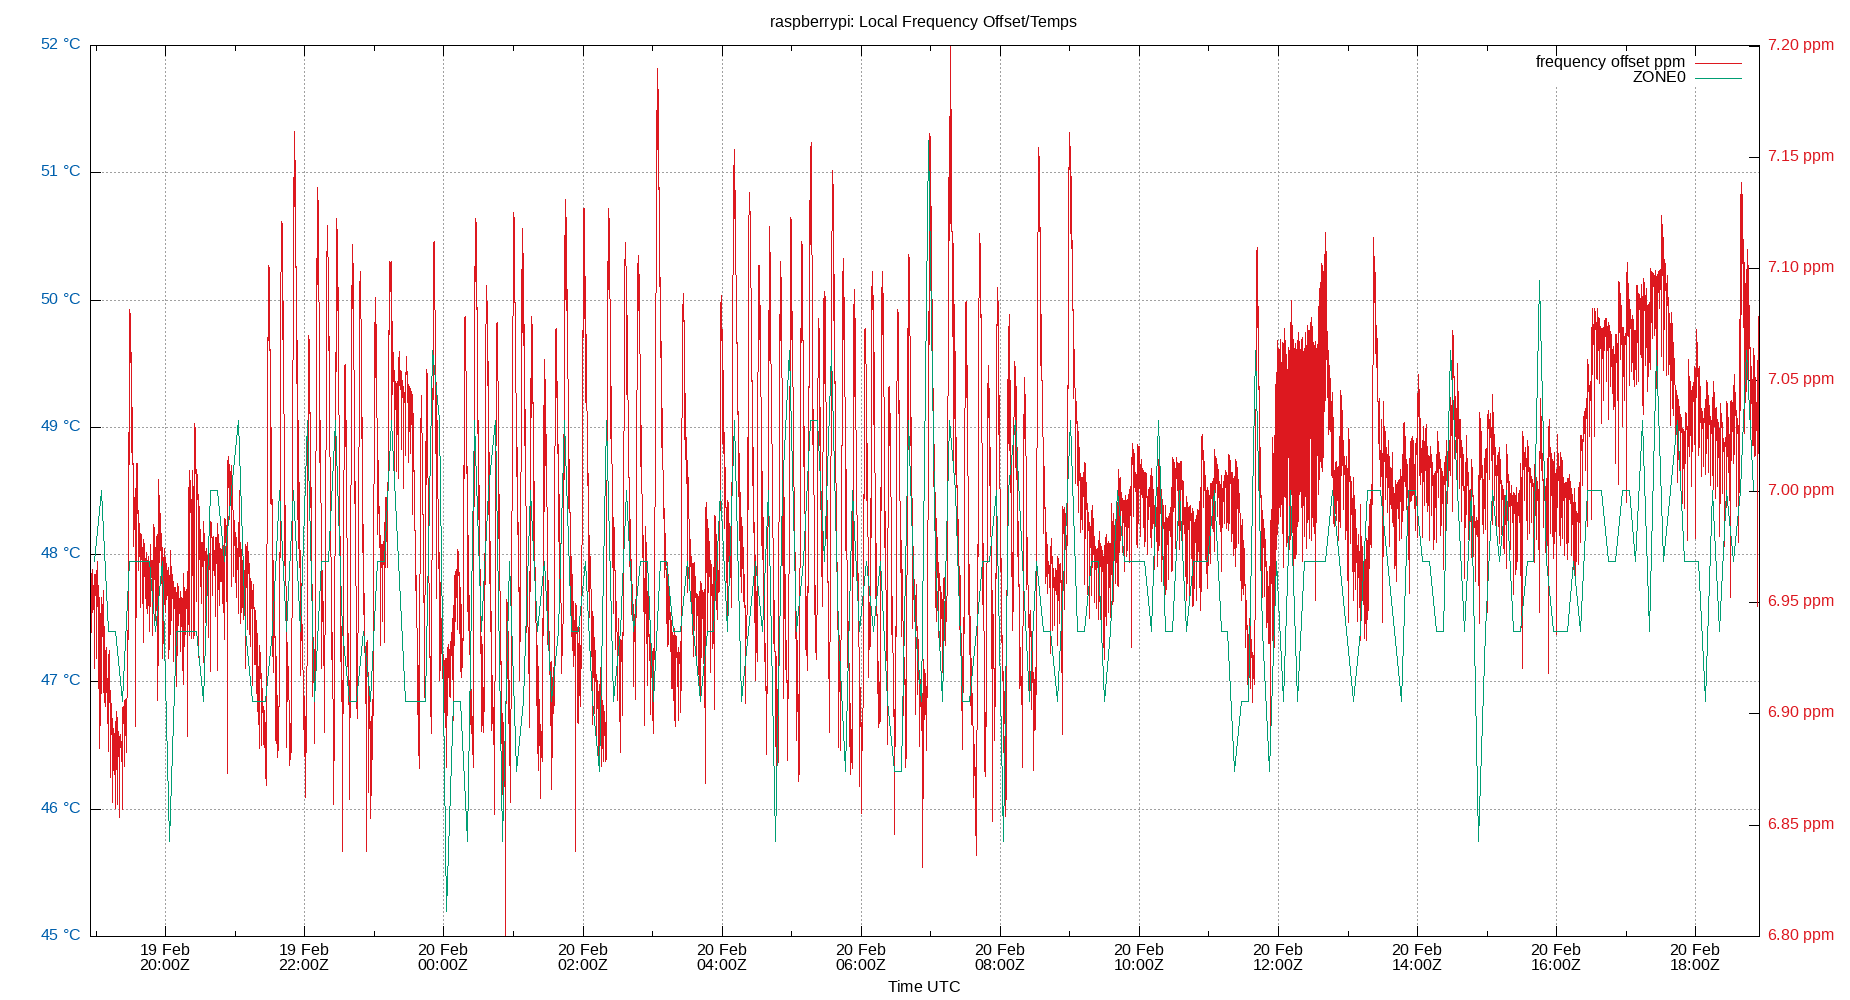 raspberrypi: Local Frequency Offset/Temps
52 °C
51 °C
50 °C
49 °C
48 °C
47 °C
46 °C
45 °C
7.20 ppm
7.15 ppm
7.10 ppm
7.05 ppm
7.00 ppm
6.95 ppm
6.90 ppm
6.85 ppm
6.80 ppm
frequency offset ppm
ZONE0
19 Feb
20:00Z
19 Feb
22:00Z
20 Feb
00:00Z
20 Feb
02:00Z
20 Feb
04:00Z
20 Feb
06:00Z
20 Feb
08:00Z
20 Feb
10:00Z
20 Feb
12:00Z
20 Feb
14:00Z
20 Feb
16:00Z
20 Feb
18:00Z
Time UTC